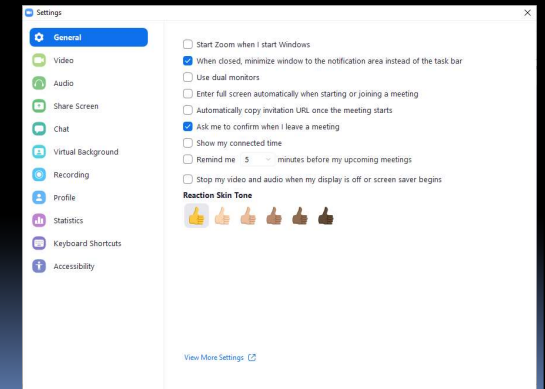 Settings
General
Video
Audio
Share Screen
Chat
Virtual Background
Recording
Profile
Statistics
Keyboard Shortcuts
Accessibility
Start Zoom when I start Windows
When closed, minimize window to the notification area instead of the task bar
Use dual monitors
Enter full screen automatically when starting or joining a meeting
Automatically copy invitation URL once the meeting starts
Ask me to confirm when I leave a meeting
Show my connected time
Remind me 5 minutes before my upcoming meetings
Stop my video and audio when my display is off or screen saver begins
Reaction Skin Tone
View More Settings